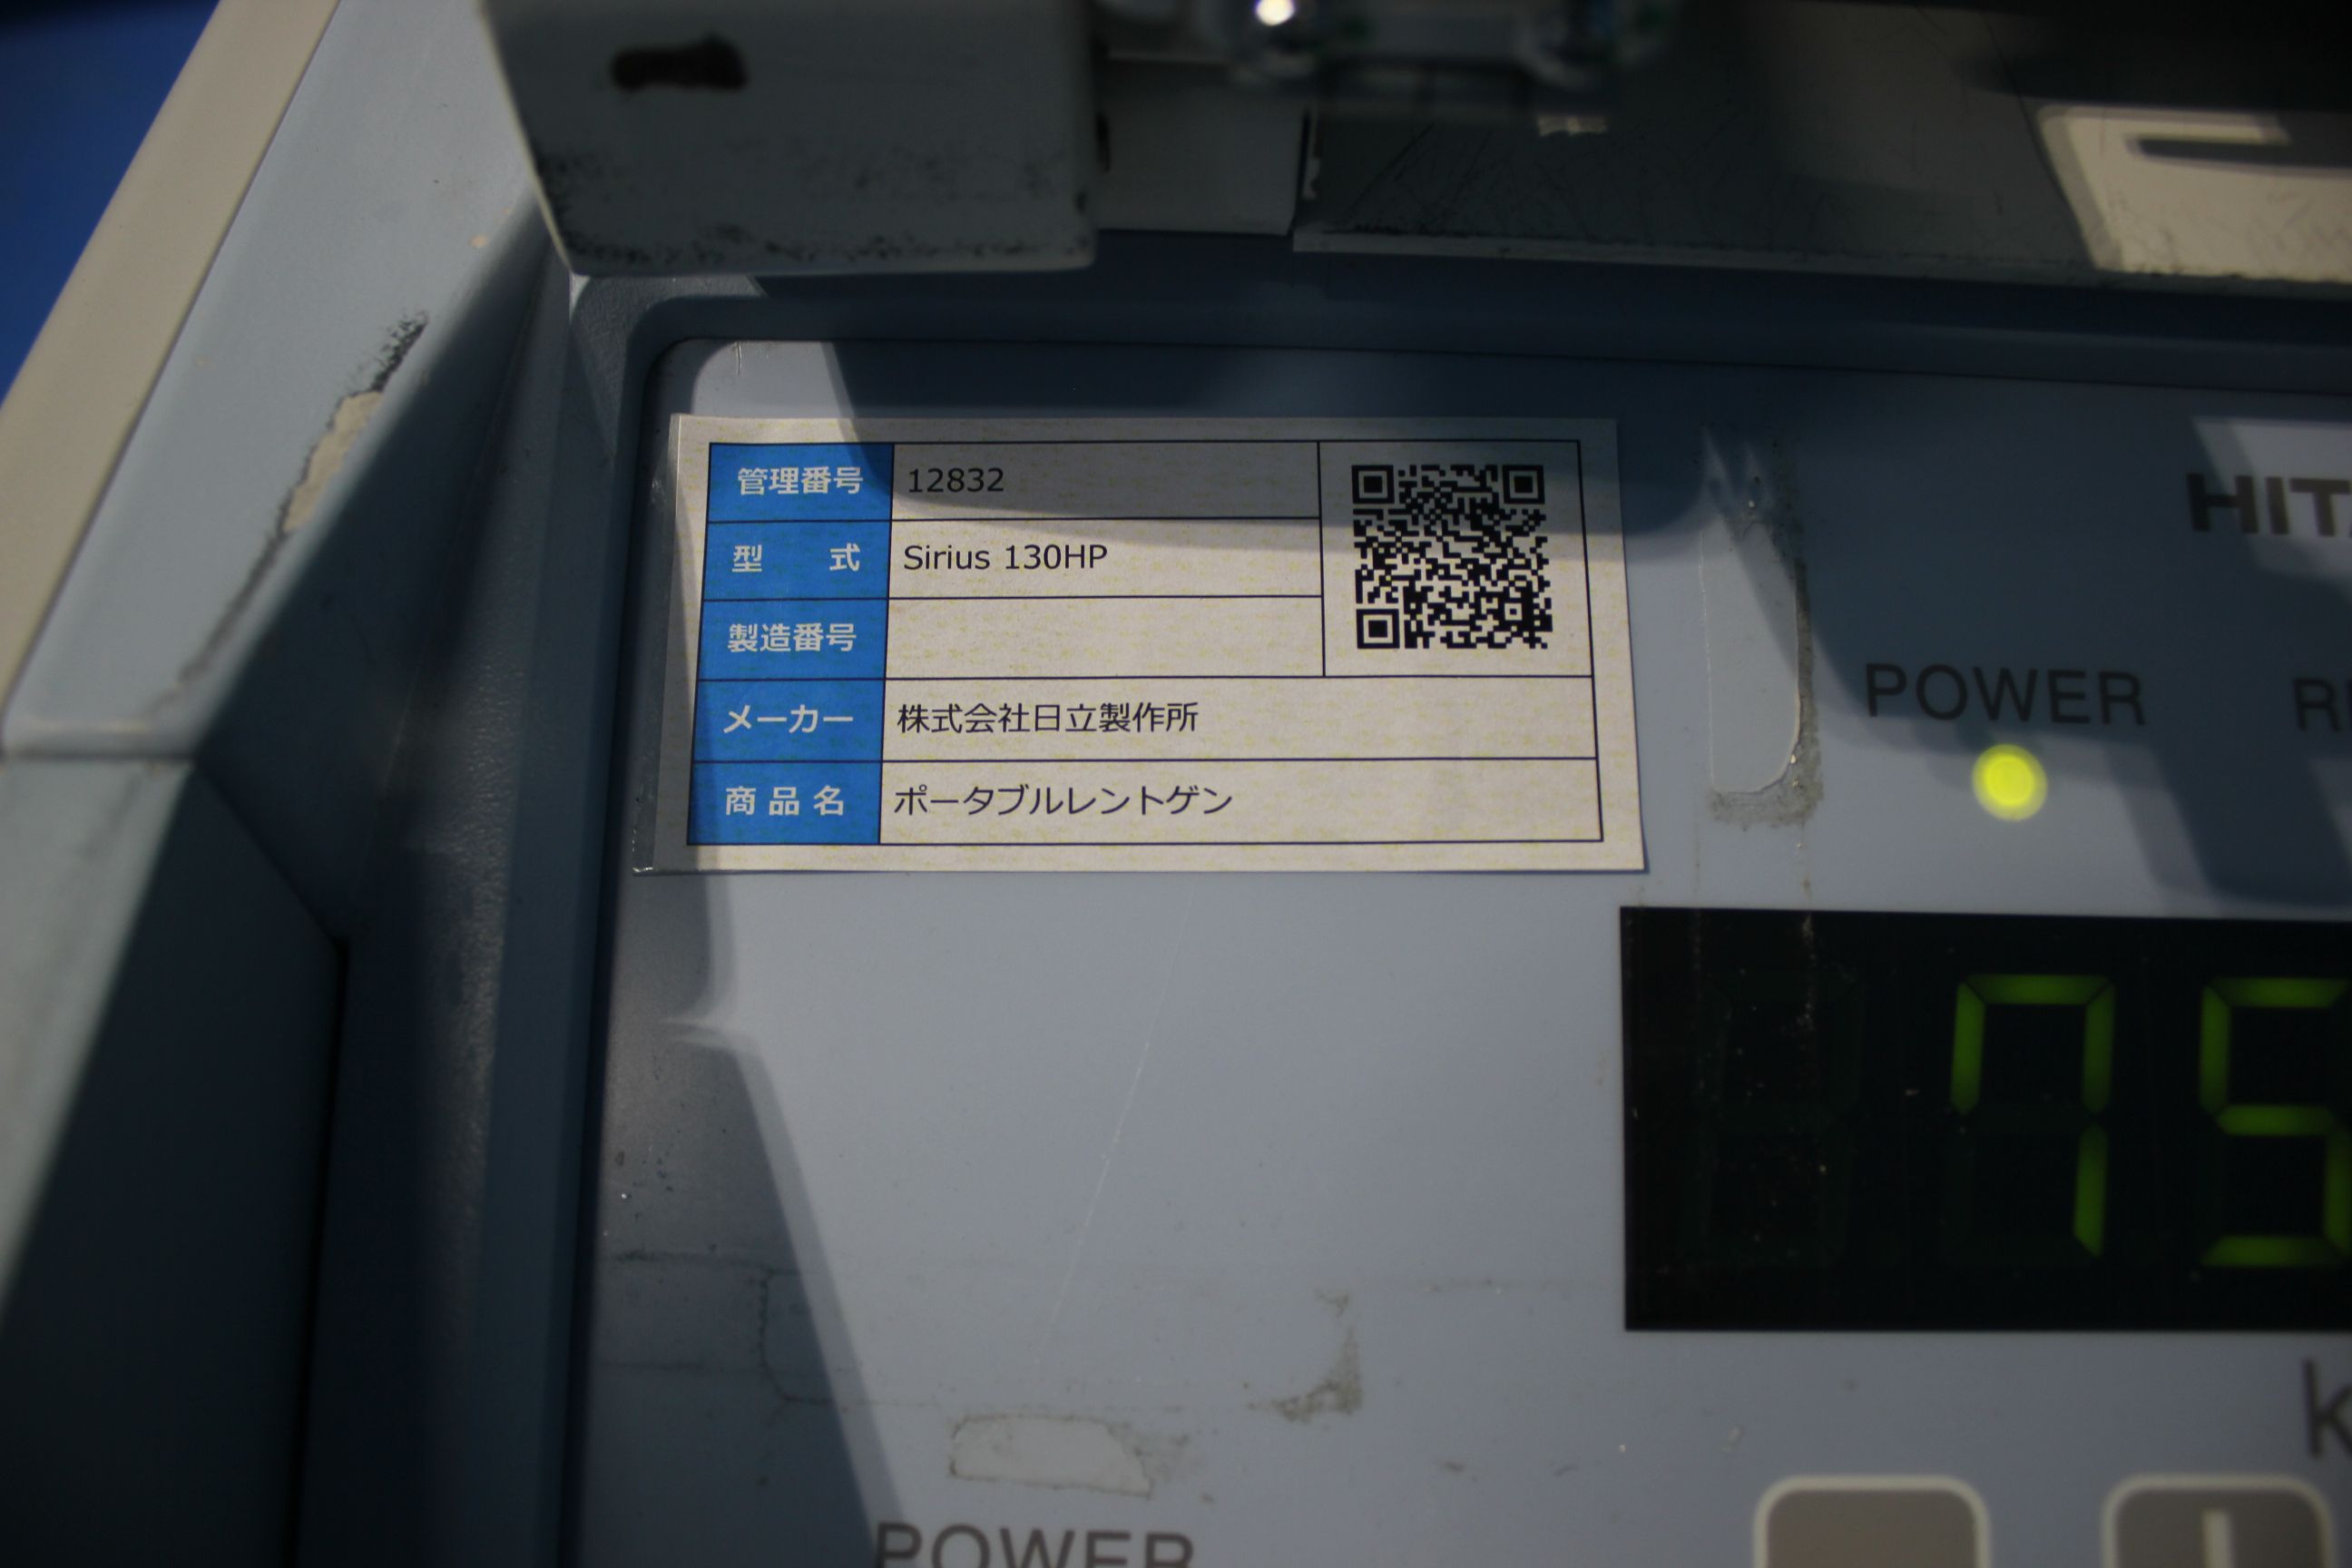 管理番号 12832
型 式 Sirius 130HP
製造番号
メーカー 株式会社日立製作所
商品名 ポータブルレントゲン
HIT
POWER R
75
k
POWER